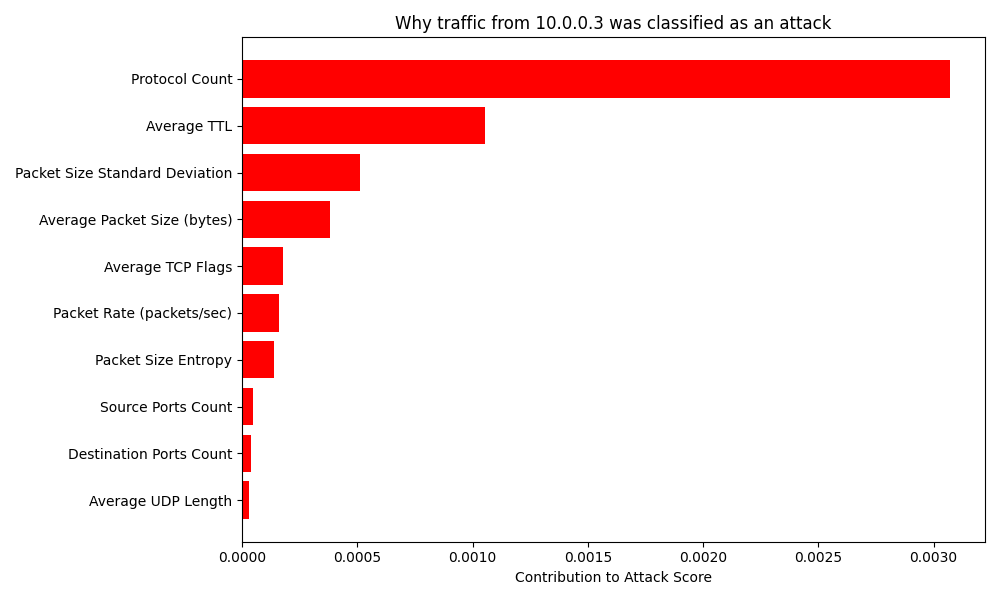 Why traffic from 10.0.0.3 was classified as an attack
Protocol Count
Average TTL
Packet Size Standard Deviation
Average Packet Size (bytes)
Average TCP Flags
Packet Rate (packets/sec)
Packet Size Entropy
Source Ports Count
Destination Ports Count
Average UDP Length
0.0000 0.0005 0.0010 0.0015 0.0020 0.0025 0.0030
Contribution to Attack Score